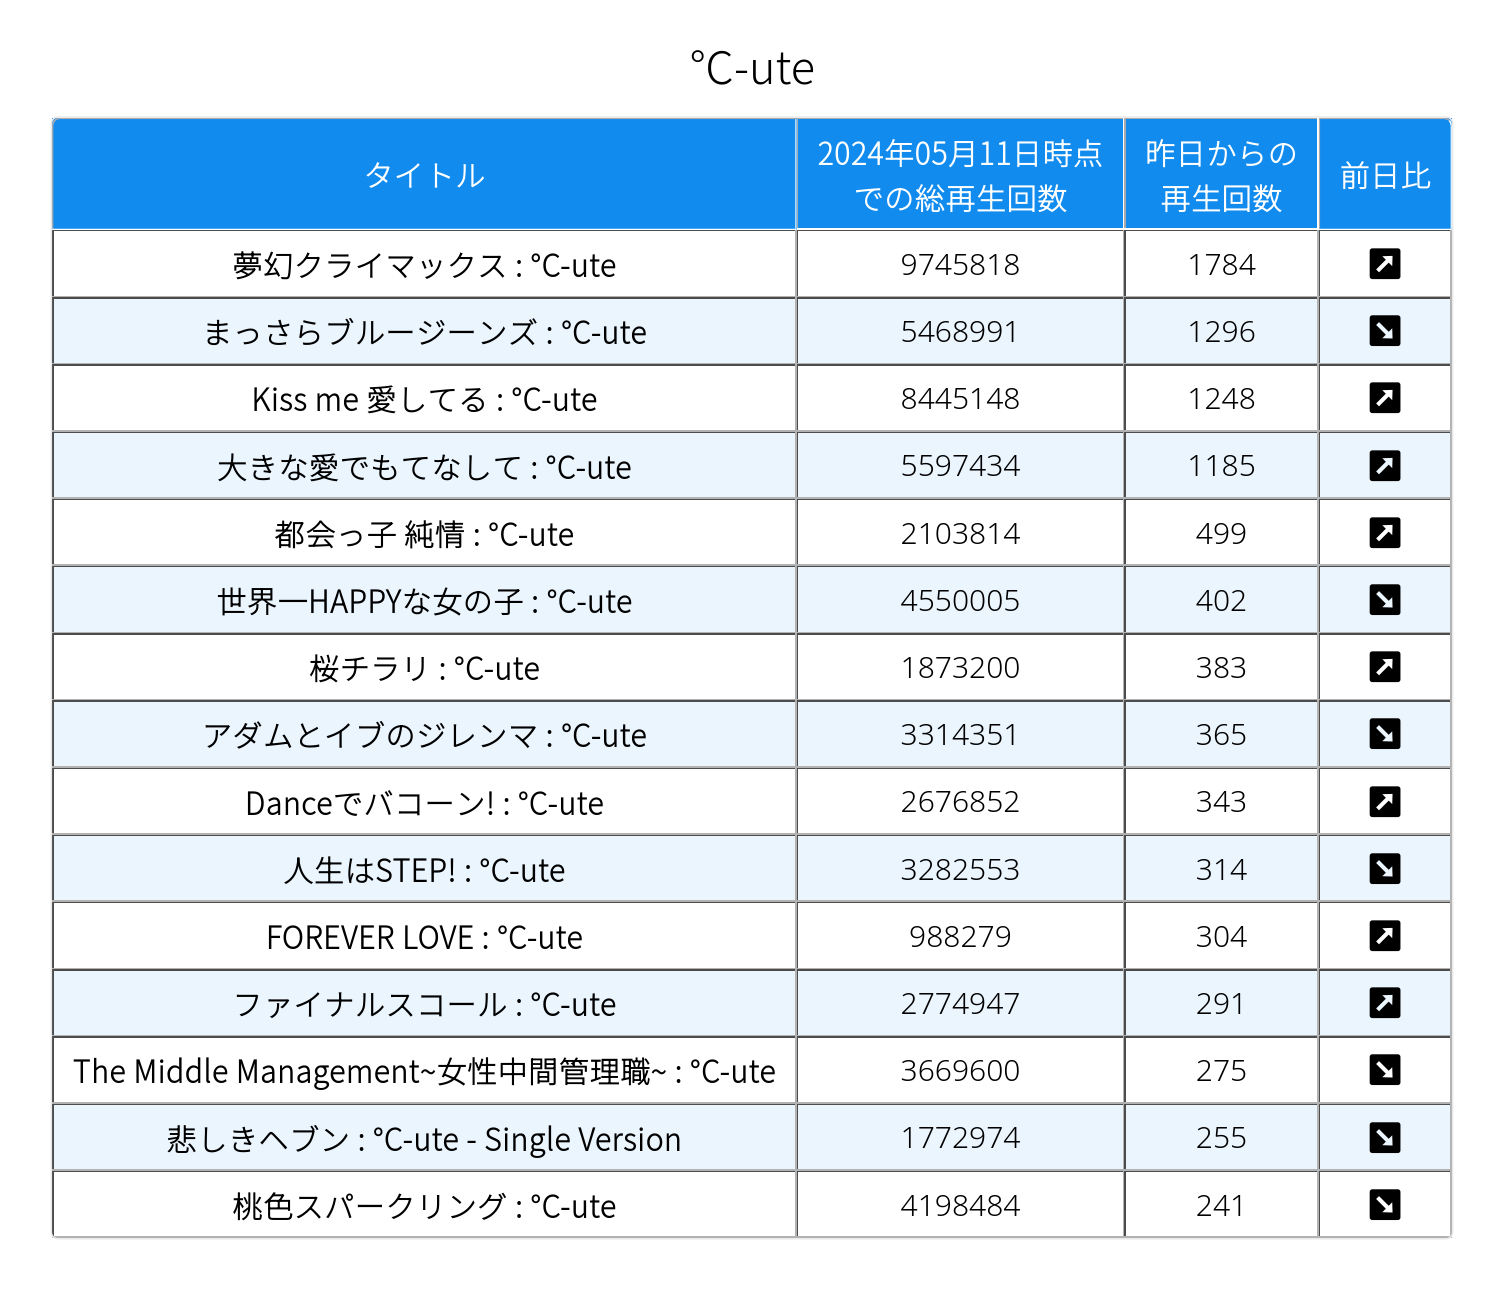 ℃-ute
タイトル 2024年05月11日時点での総再生回数 昨日からの再生回数 前日比
夢幻クライマックス : ℃-ute 9745818 1784 ↗
まっさらブルージーンズ : ℃-ute 5468991 1296 ↘
Kiss me 愛してる : ℃-ute 8445148 1248 ↗
大きな愛でもてなして : ℃-ute 5597434 1185 ↗
都会っ子 純情 : ℃-ute 2103814 499 ↗
世界一HAPPYな女の子 : ℃-ute 4550005 402 ↘
桜チラリ : ℃-ute 1873200 383 ↗
アダムとイブのジレンマ : ℃-ute 3314351 365 ↘
Danceでバコーン! : ℃-ute 2676852 343 ↗
人生はSTEP! : ℃-ute 3282553 314 ↘
FOREVER LOVE : ℃-ute 988279 304 ↗
ファイナルスコール : ℃-ute 2774947 291 ↗
The Middle Management~女性中間管理職~ : ℃-ute 3669600 275 ↘
悲しきヘブン : ℃-ute - Single Version 1772974 255 ↘
桃色スパークリング : ℃-ute 4198484 241 ↘